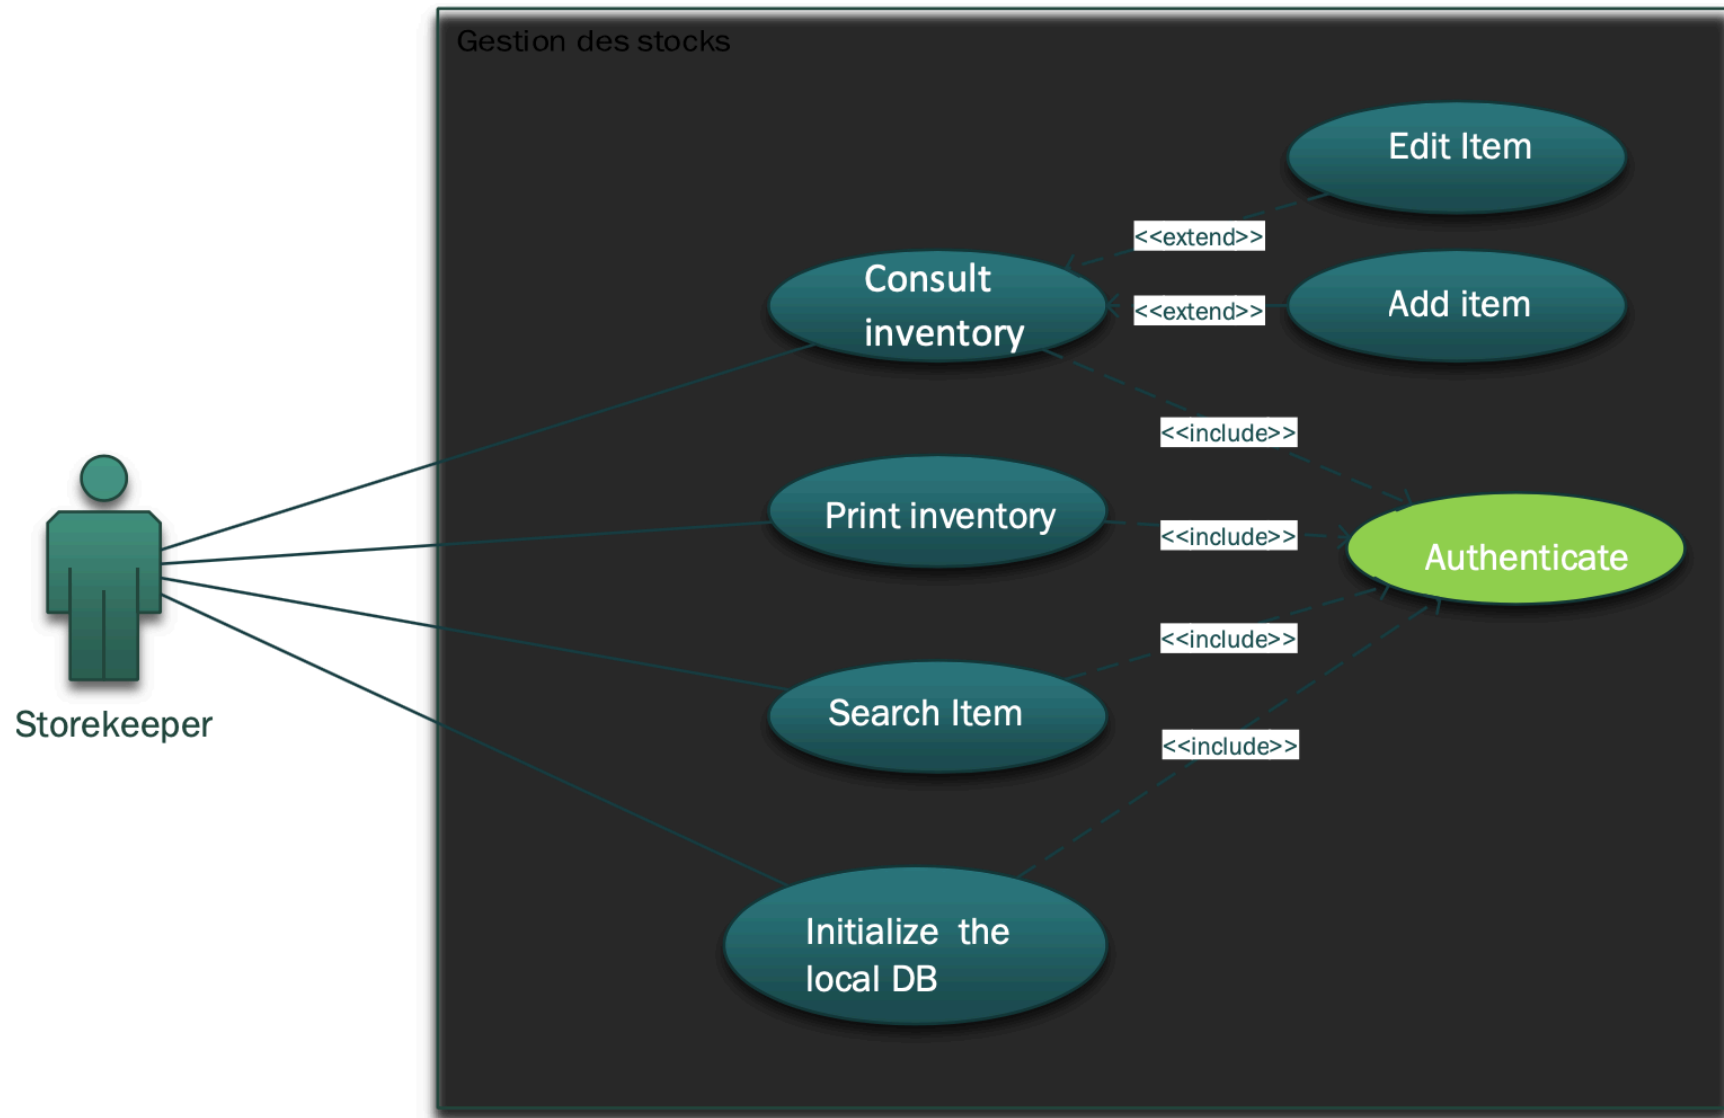 Gestion des stocks
Edit Item
<<extend>>
Consult
inventory
<<extend>>
Add item
<<include>>
Print inventory
<<include>>
Authenticate
<<include>>
Search Item
Storekeeper
<<include>>
Initialize the
local DB